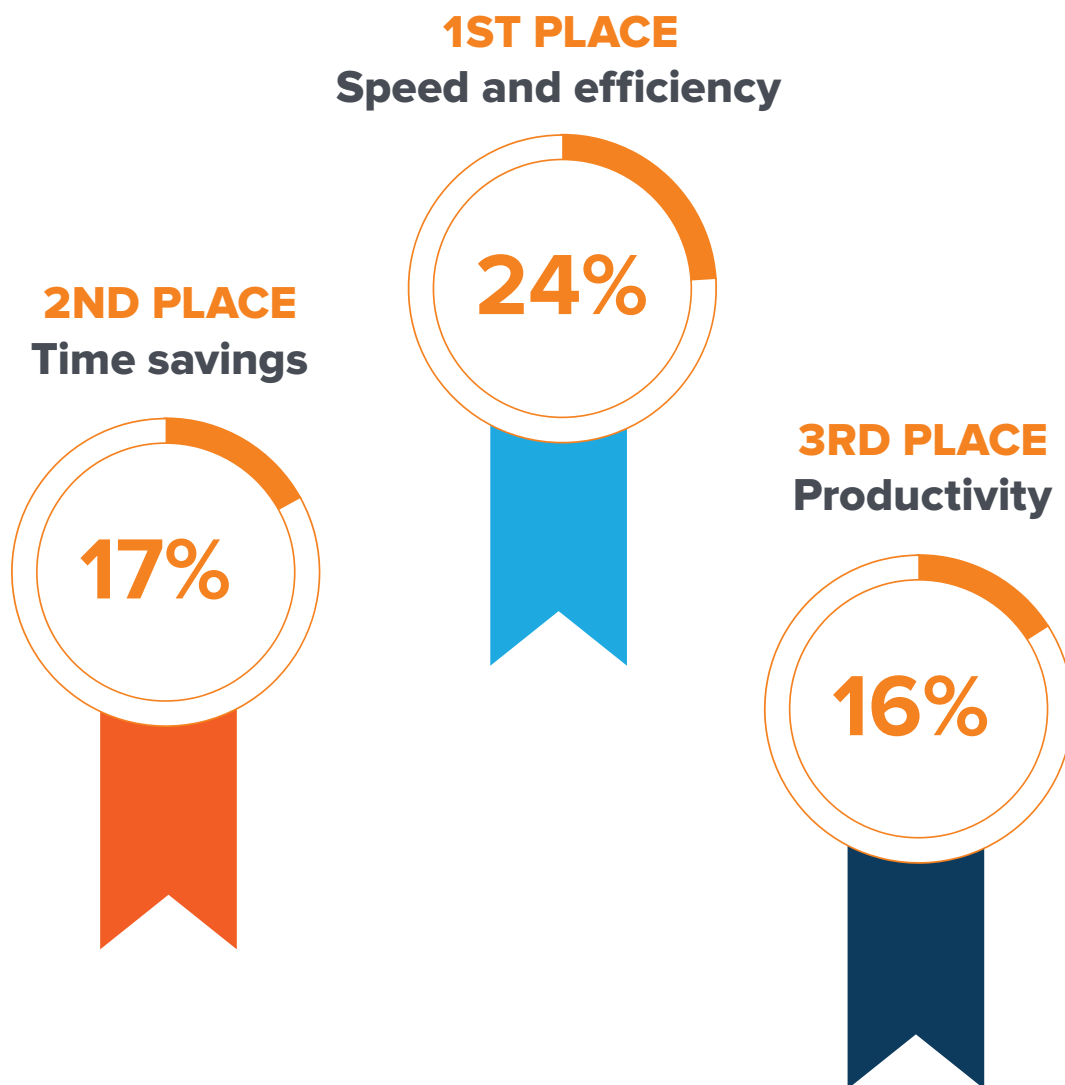 1ST PLACE
Speed and efficiency
24%
2ND PLACE
Time savings
17%
3RD PLACE
Productivity
16%